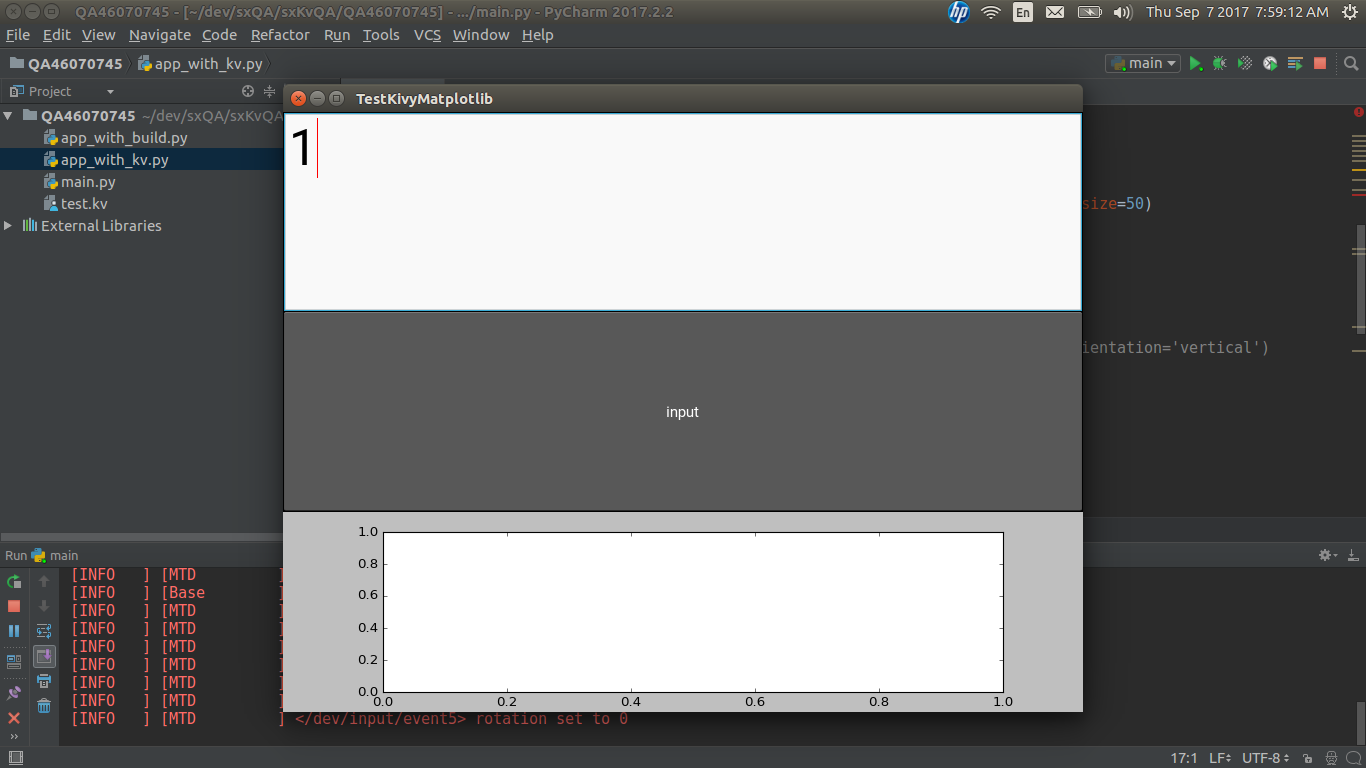 QA46070745 - [~/dev/sxQA/sxKvQA/QA46070745] - .../main.py - PyCharm 2017.2.2
hp
En
Thu Sep 7 2017 7:59:12 AM
File Edit View Navigate Code Refactor Run Tools VCS Window Help
QA46070745 app_with_kv.py
main
Project
TestKivyMatplotlib
QA46070745 ~/dev/sxQA/sxKvQA
1
app_with_build.py
app_with_kv.py
main.py
test.kv
size=50)
External Libraries
ientation='vertical')
input
1.0
0.8
0.6
0.4
0.2
0.0
0.0 0.2 0.4 0.6 0.8 1.0
Run main
[INFO ] [MTD ]
[INFO ] [Base ]
[INFO ] [MTD ]
[INFO ] [MTD ]
[INFO ] [MTD ]
[INFO ] [MTD ]
[INFO ] [MTD ]
[INFO ] [MTD ]
[INFO ] [MTD ] </dev/input/event5> rotation set to 0
17:1 LF UTF-8